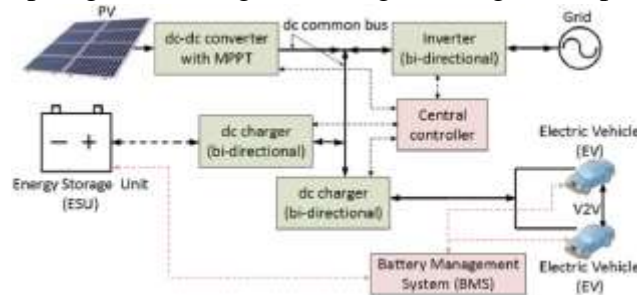 PV
dc common bus
Grid
dc-dc converter
with MPPT
Inverter
(bi-directional)
Central
controller
dc charger
(bi-directional)
Energy Storage Unit
(ESU)
dc charger
(bi-directional)
Electric Vehicle
(EV)
V2V
Battery Management
System (BMS)
Electric Vehicle
(EV)